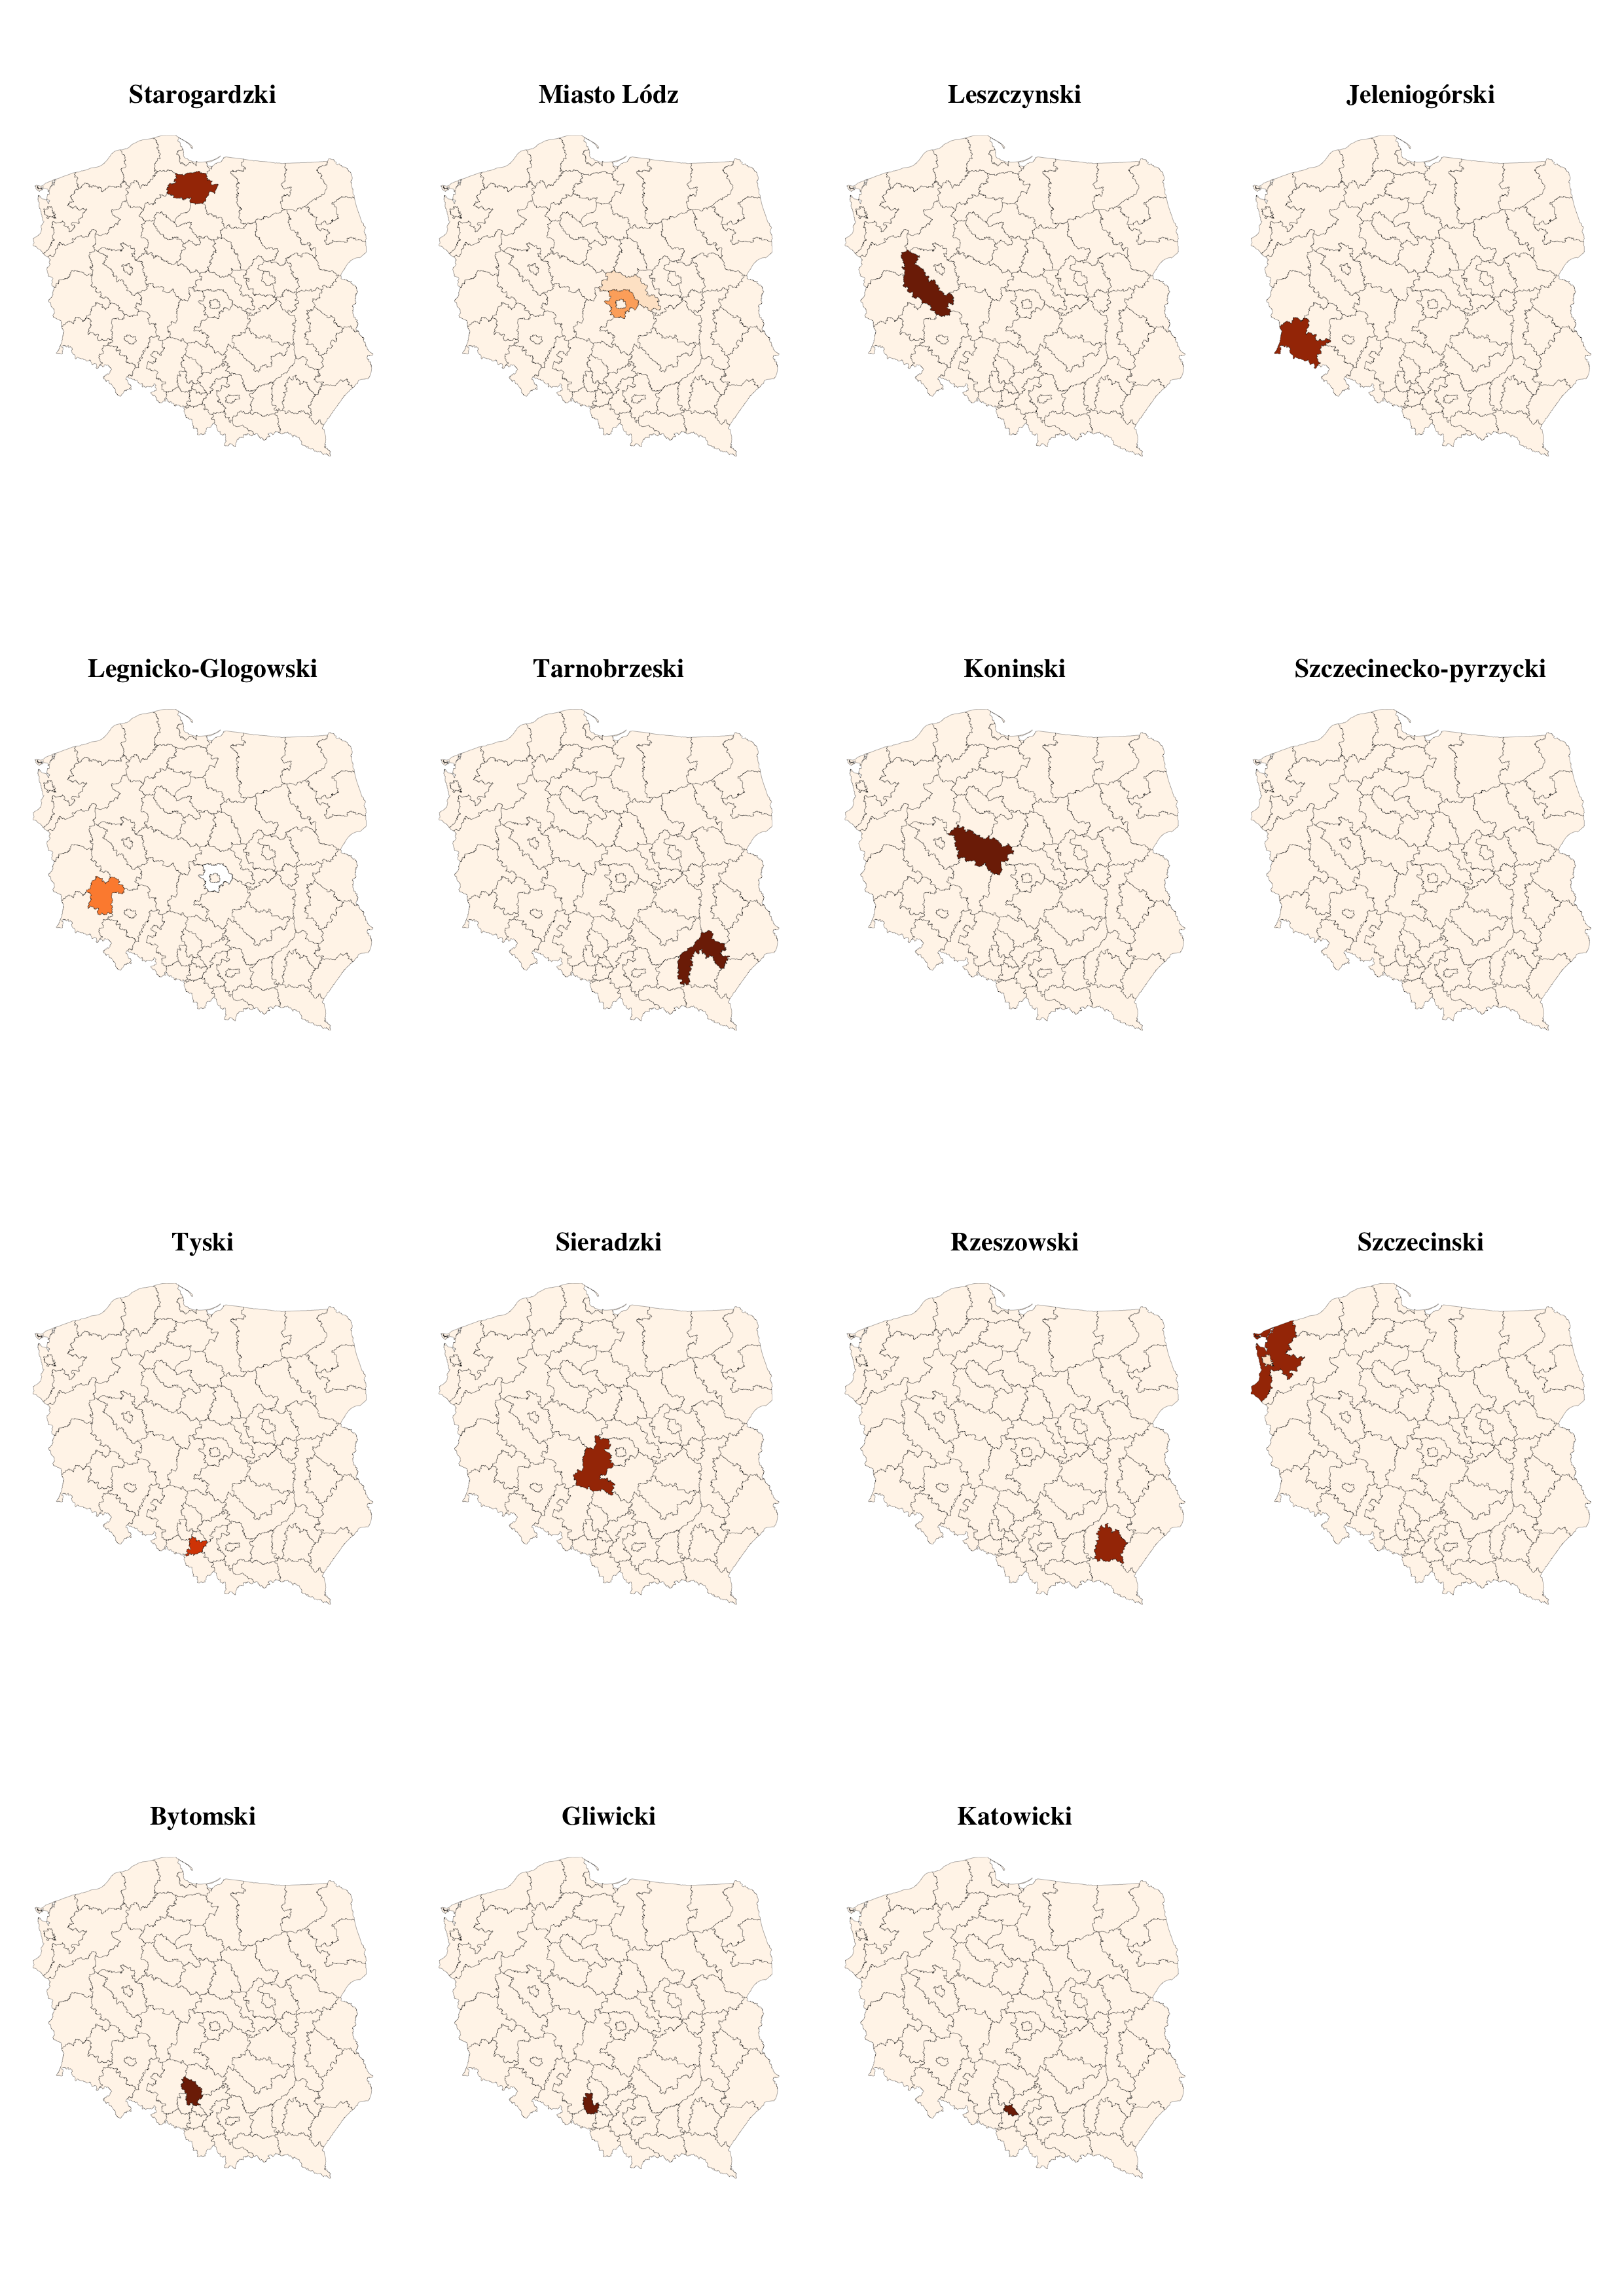 Starogardzki
Miasto Lódz
Leszczynski
Jeleniogórski
Legnicko-Glogowski
Tarnobrzeski
Koninski
Szczecinecko-pyrzycki
Tyski
Sieradzki
Rzeszowski
Szczecinski
Bytomski
Gliwicki
Katowicki